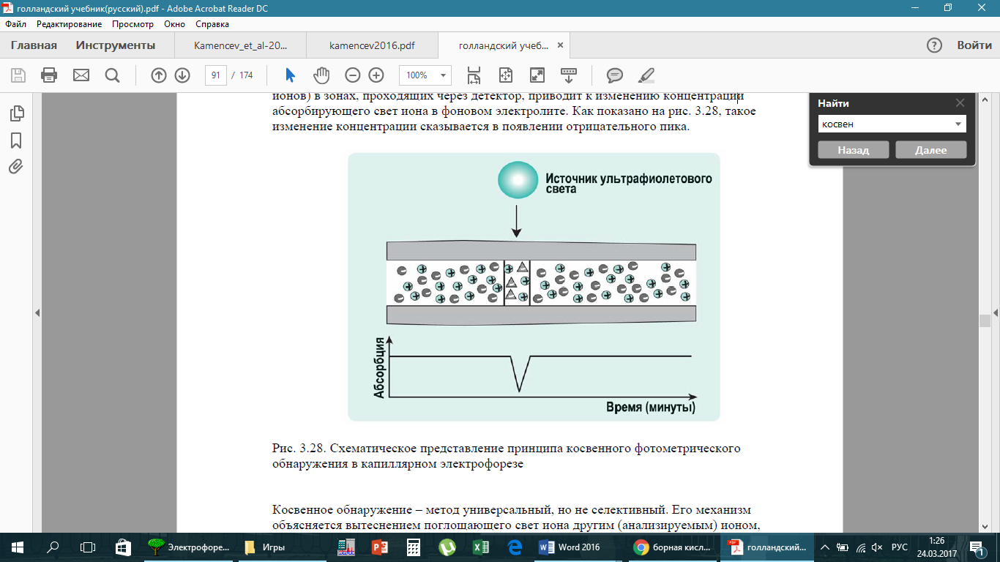 голландский учебник(русский).pdf - Adobe Acrobat Reader DC
Файл Редактирование Просмотр Окно Справка
Главная Инструменты Kamencev_et_al-20... kamencev2016.pdf голландский учеб... × ? Войти
91 / 174 100%
ионов) в зонах, проходящих через детектор, приводит к изменению концентрации
абсорбирующего свет иона в фоновом электролите. Как показано на рис. 3.28, такое
изменение концентрации сказывается в появлении отрицательного пика.
Найти
косвен
Назад Далее
Источник ультрафиолетового
света
Абсорбция
Время (минуты)
Рис. 3.28. Схематическое представление принципа косвенного фотометрического
обнаружения в капиллярном электрофорезе
Косвенное обнаружение – метод универсальный, но не селективный. Его механизм
объясняется вытеснением поглощающего свет иона другим (анализируемым) ионом,
Электрофоре... Игры Word 2016 борная кисл... голландский... РУС 1:26
24.03.2017 1